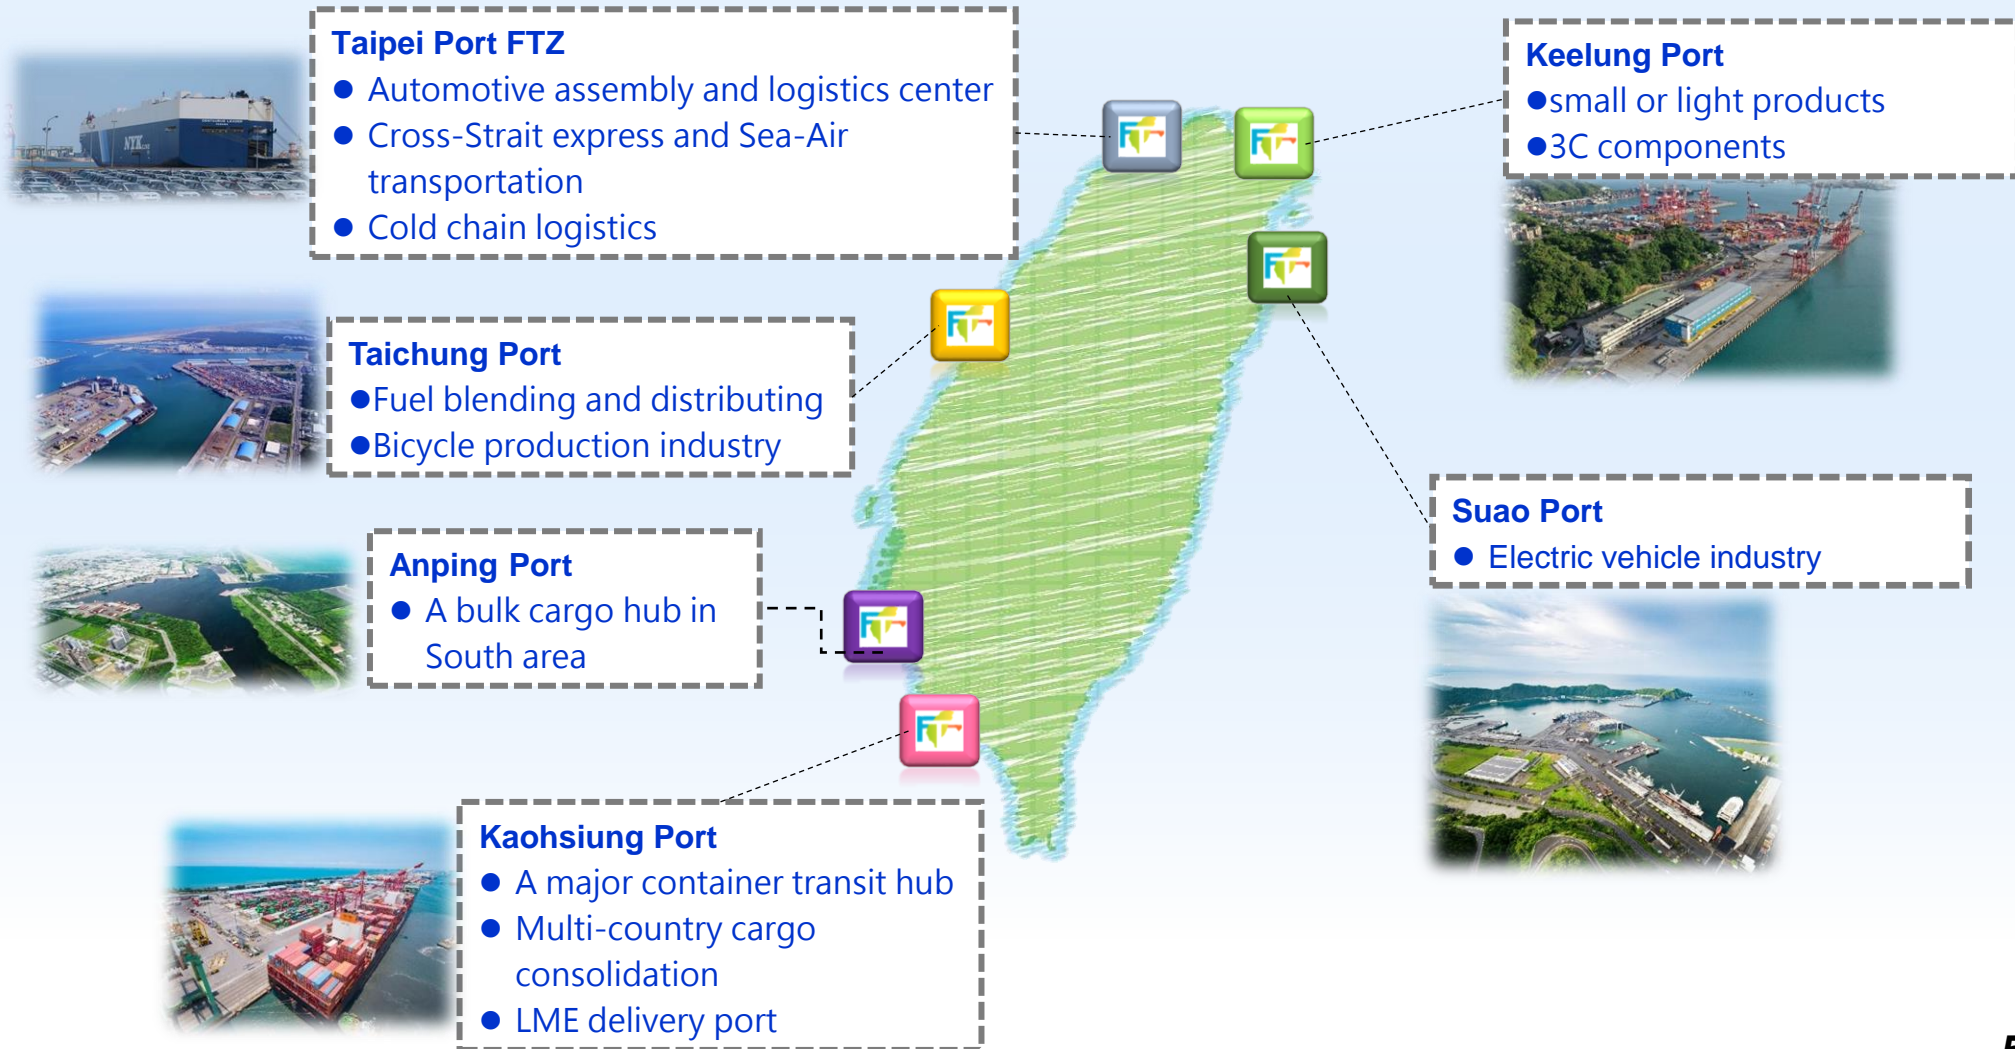 Taipei Port FTZ
● Automotive assembly and logistics center
● Cross-Strait express and Sea-Air
transportation
● Cold chain logistics
Keelung Port
●small or light products
●3C components
Taichung Port
●Fuel blending and distributing
●Bicycle production industry
Suao Port
● Electric vehicle industry
Anping Port
● A bulk cargo hub in
South area
Kaohsiung Port
● A major container transit hub
● Multi-country cargo
consolidation
● LME delivery port
NYK